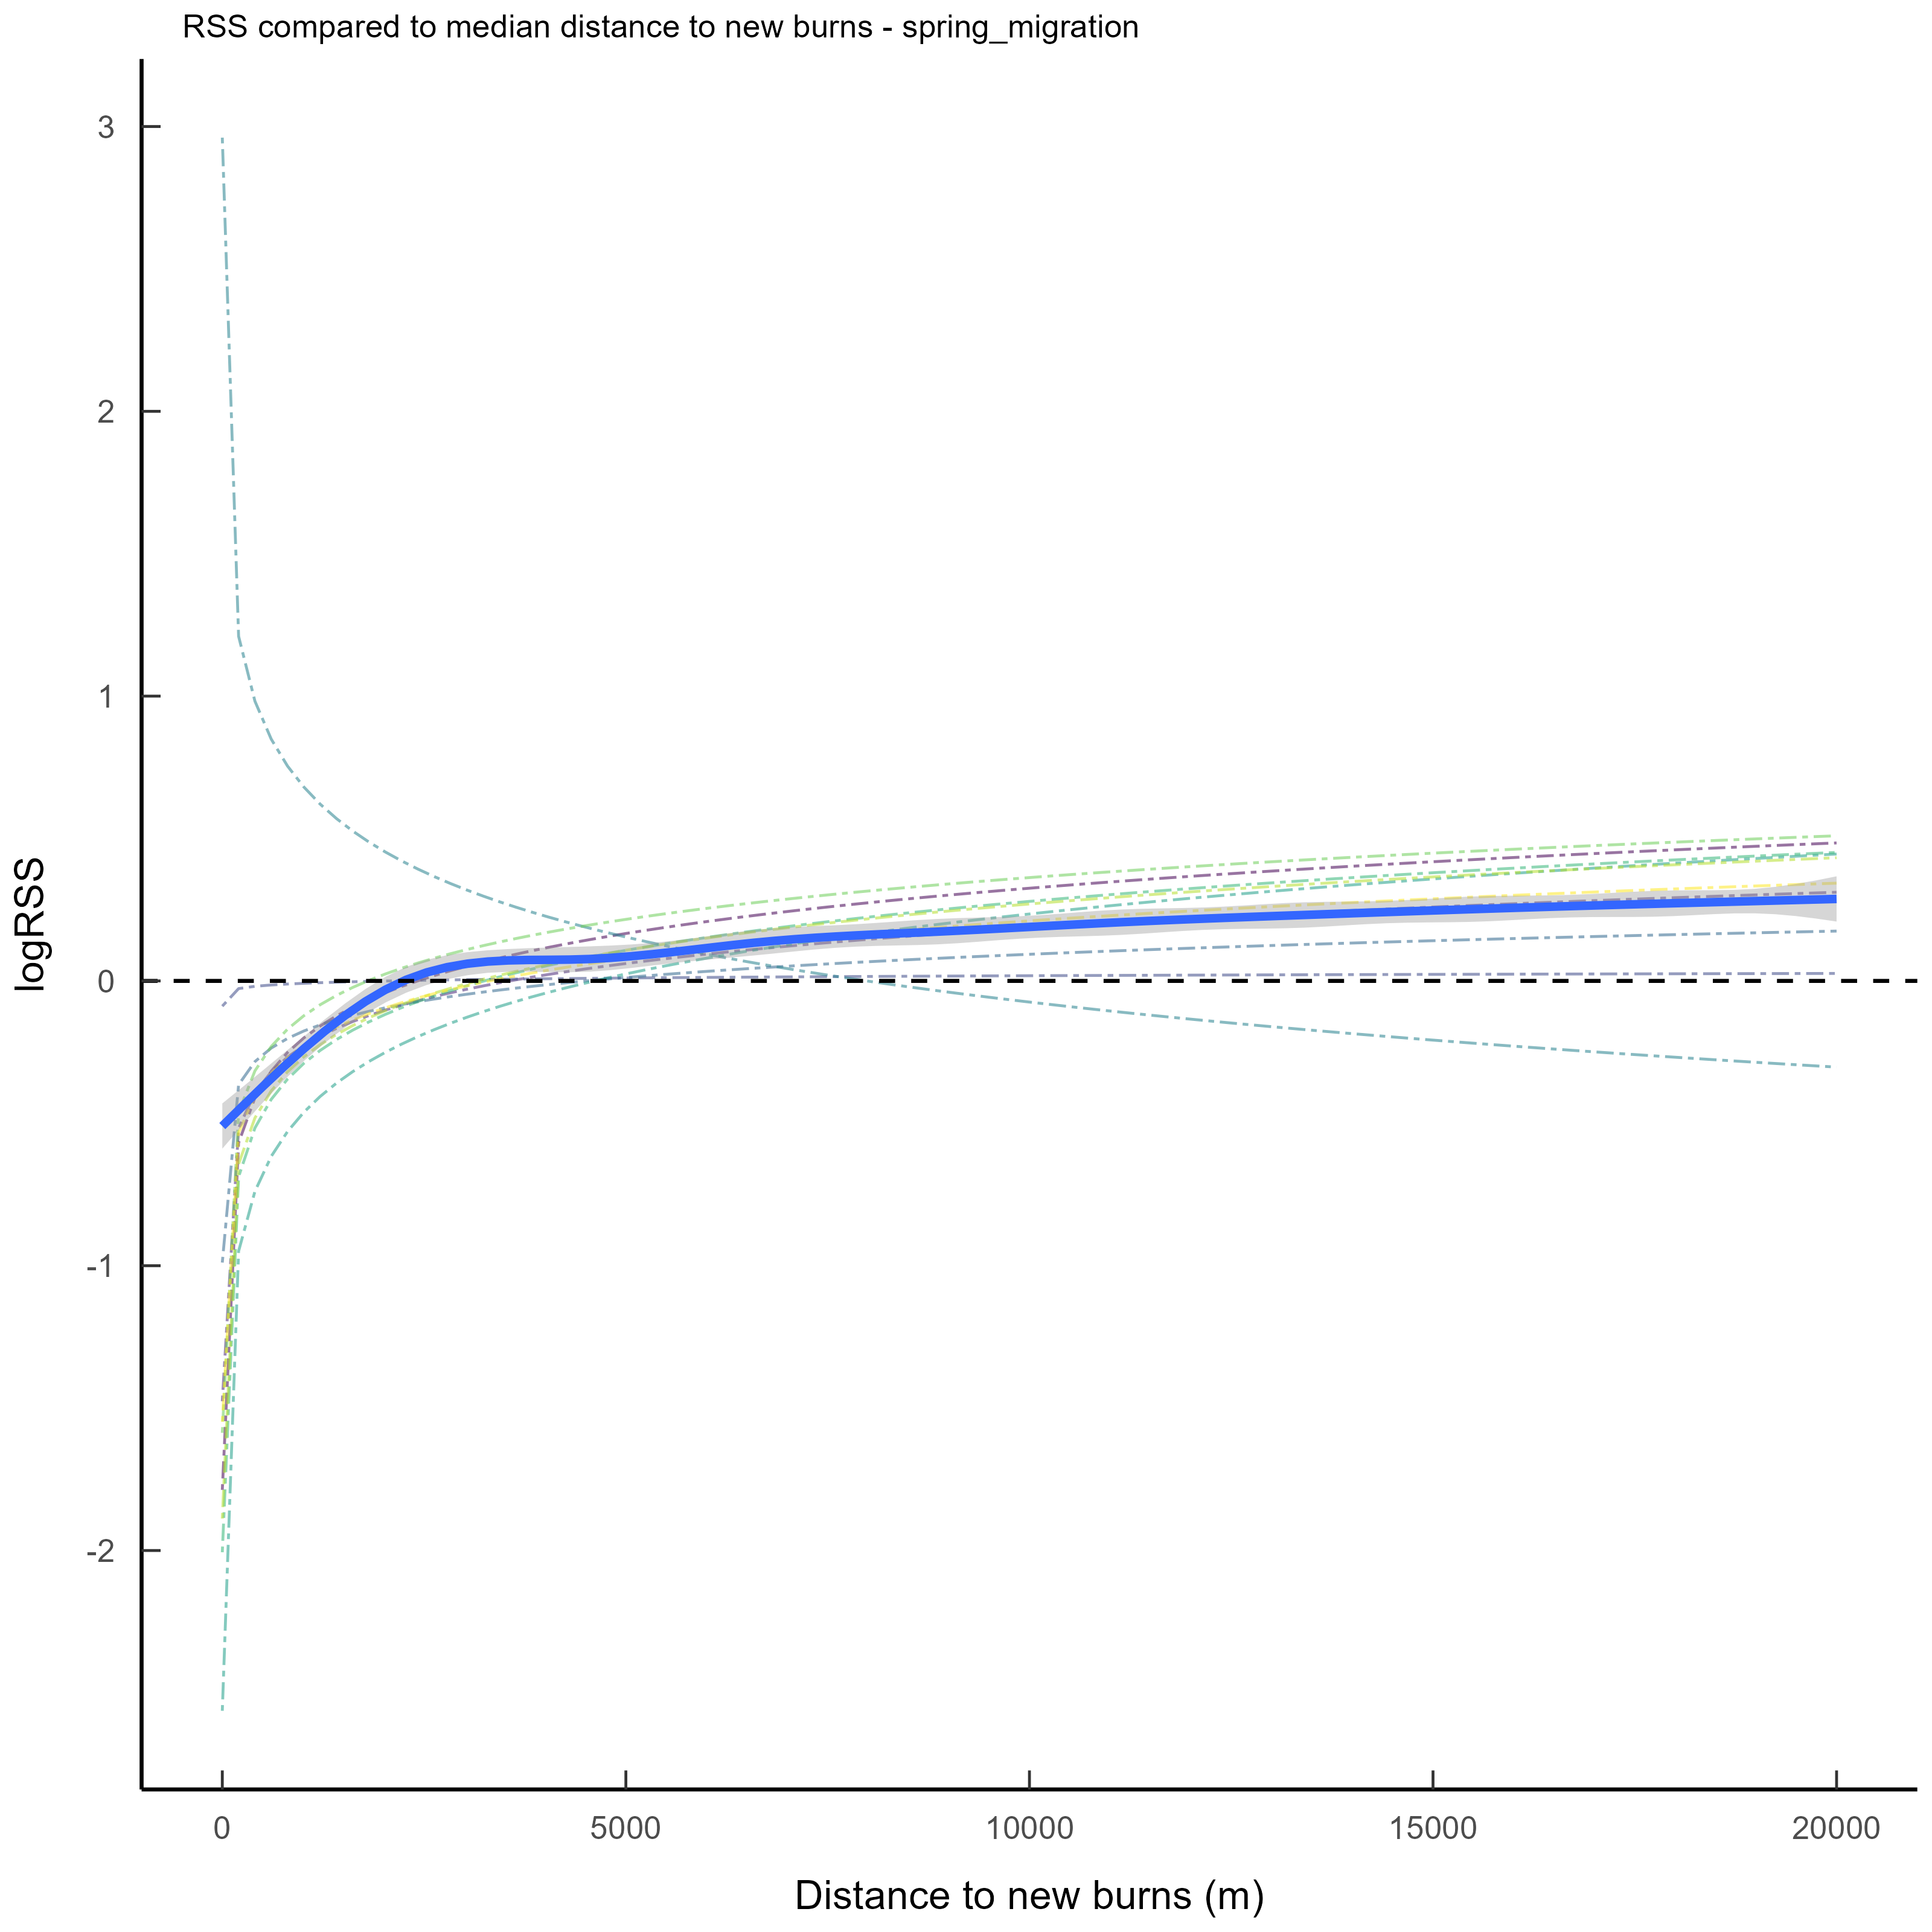 RSS compared to median distance to new burns - spring_migration
3
2
1
0
-1
-2
logRSS
0 5000 10000 15000 20000
Distance to new burns (m)